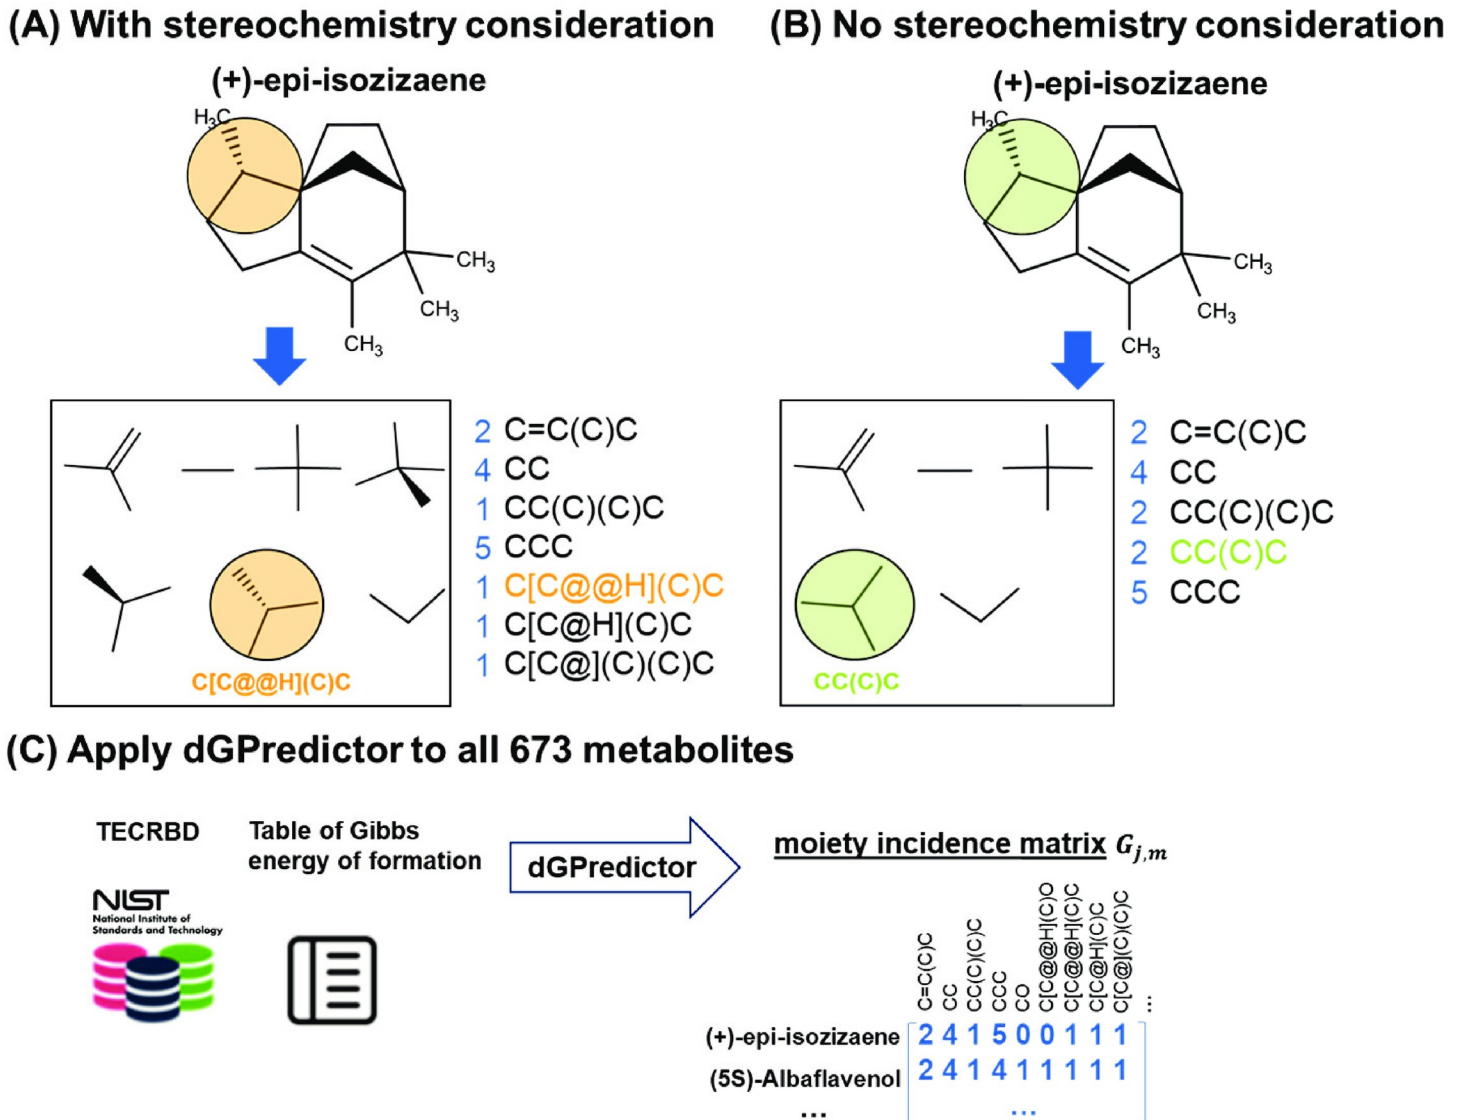 (A) With stereochemistry consideration
(+)-epi-isozizaene
H₃C
CH₃
CH₃
CH₃
2 C=C(C)C
4 CC
1 CC(C)(C)C
5 CCC
1 C[C@@H](C)C
1 C[C@H](C)C
1 C[C@](C)(C)C
C[C@@H](C)C
(B) No stereochemistry consideration
(+)-epi-isozizaene
H₃C
CH₃
CH₃
CH₃
2 C=C(C)C
4 CC
2 CC(C)(C)C
2 CC(C)C
5 CCC
CC(C)C
(C) Apply dGPredictor to all 673 metabolites
TECRBD
Table of Gibbs
energy of formation
NIST
National Institute of
Standards and Technology
dGPredictor
moiety incidence matrix G_{j,m}
C=C(C)C
CC
CC(C)(C)C
CCC
CO
C[C@@H](C)O
C[C@@H](C)C
C[C@H](C)C
C[C@](C)(C)C
...
(+)-epi-isozizaene 2 4 1 5 0 0 1 1 1
(5S)-Albaflavenol 2 4 1 4 1 1 1 1 1
... ...